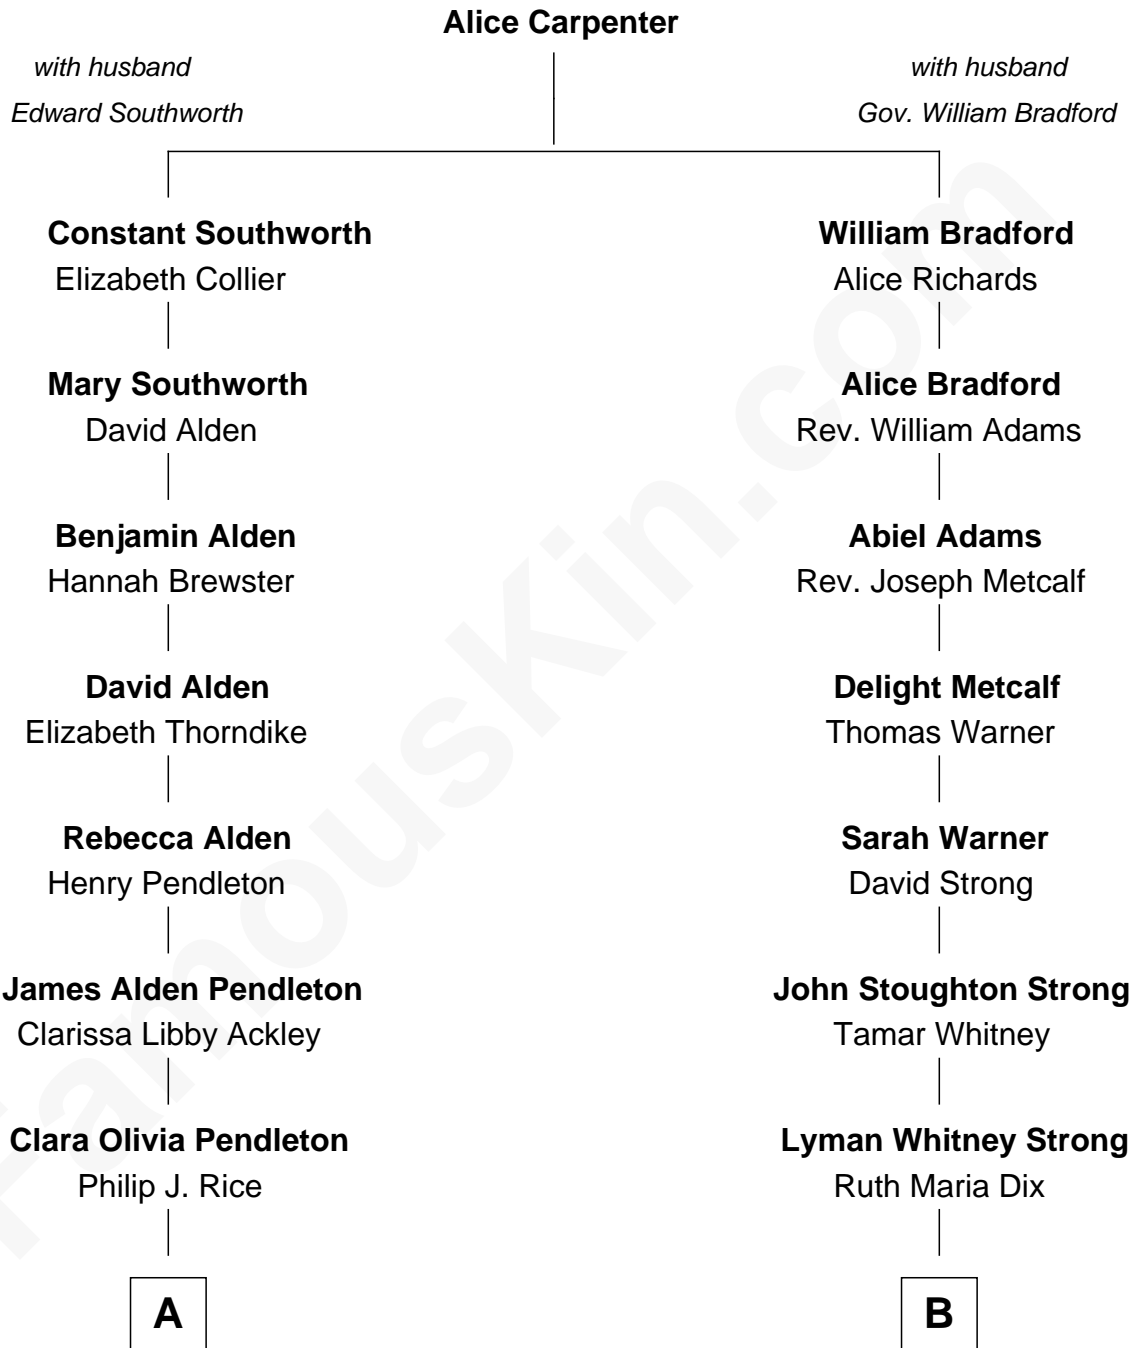 Alice Carpenter
with husband
Edward Southworth
with husband
Gov. William Bradford
Constant Southworth
Elizabeth Collier
William Bradford
Alice Richards
Mary Southworth
David Alden
Alice Bradford
Rev. William Adams
Benjamin Alden
Hannah Brewster
Abiel Adams
Rev. Joseph Metcalf
David Alden
Elizabeth Thorndike
Delight Metcalf
Thomas Warner
Rebecca Alden
Henry Pendleton
Sarah Warner
David Strong
James Alden Pendleton
Clarissa Libby Ackley
John Stoughton Strong
Tamar Whitney
Clara Olivia Pendleton
Philip J. Rice
Lyman Whitney Strong
Ruth Maria Dix
A
B
FamousKin.com